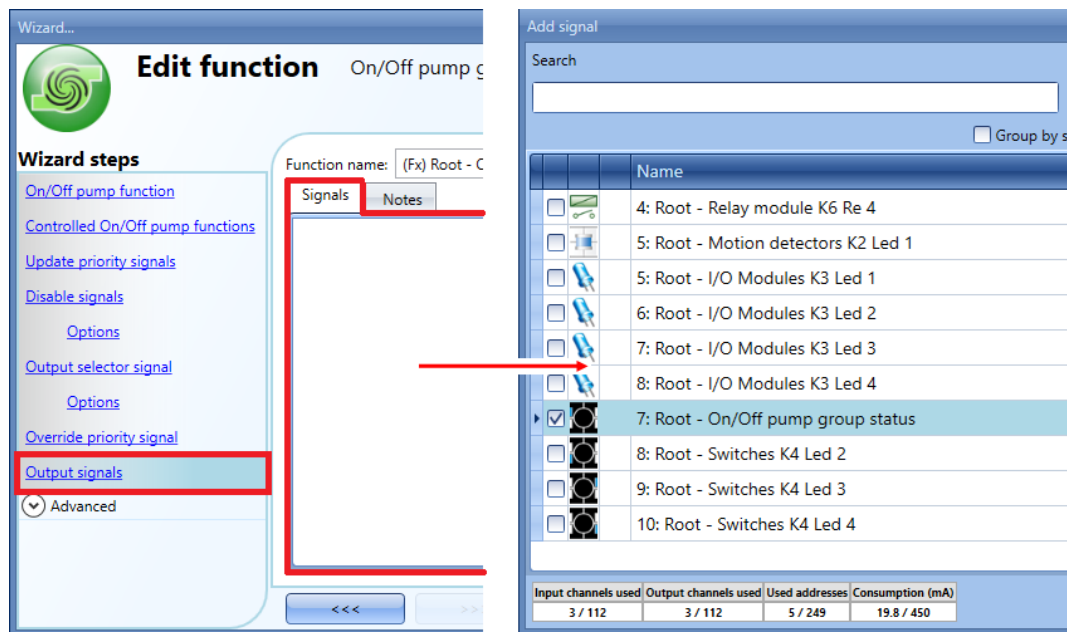 Wizard...
Edit function On/Off pump g
Wizard steps
On/Off pump function
Controlled On/Off pump functions
Update priority signals
Disable signals
Options
Output selector signal
Options
Override priority signal
Output signals
Advanced
Function name: (Fx) Root - C
Signals Notes
<<< >>
Add signal
Search
Group by s
Name
4: Root - Relay module K6 Re 4
5: Root - Motion detectors K2 Led 1
5: Root - I/O Modules K3 Led 1
6: Root - I/O Modules K3 Led 2
7: Root - I/O Modules K3 Led 3
8: Root - I/O Modules K3 Led 4
7: Root - On/Off pump group status
8: Root - Switches K4 Led 2
9: Root - Switches K4 Led 3
10: Root - Switches K4 Led 4
Input channels used Output channels used Used addresses Consumption (mA)
3 / 112 3 / 112 5 / 249 19.8 / 450